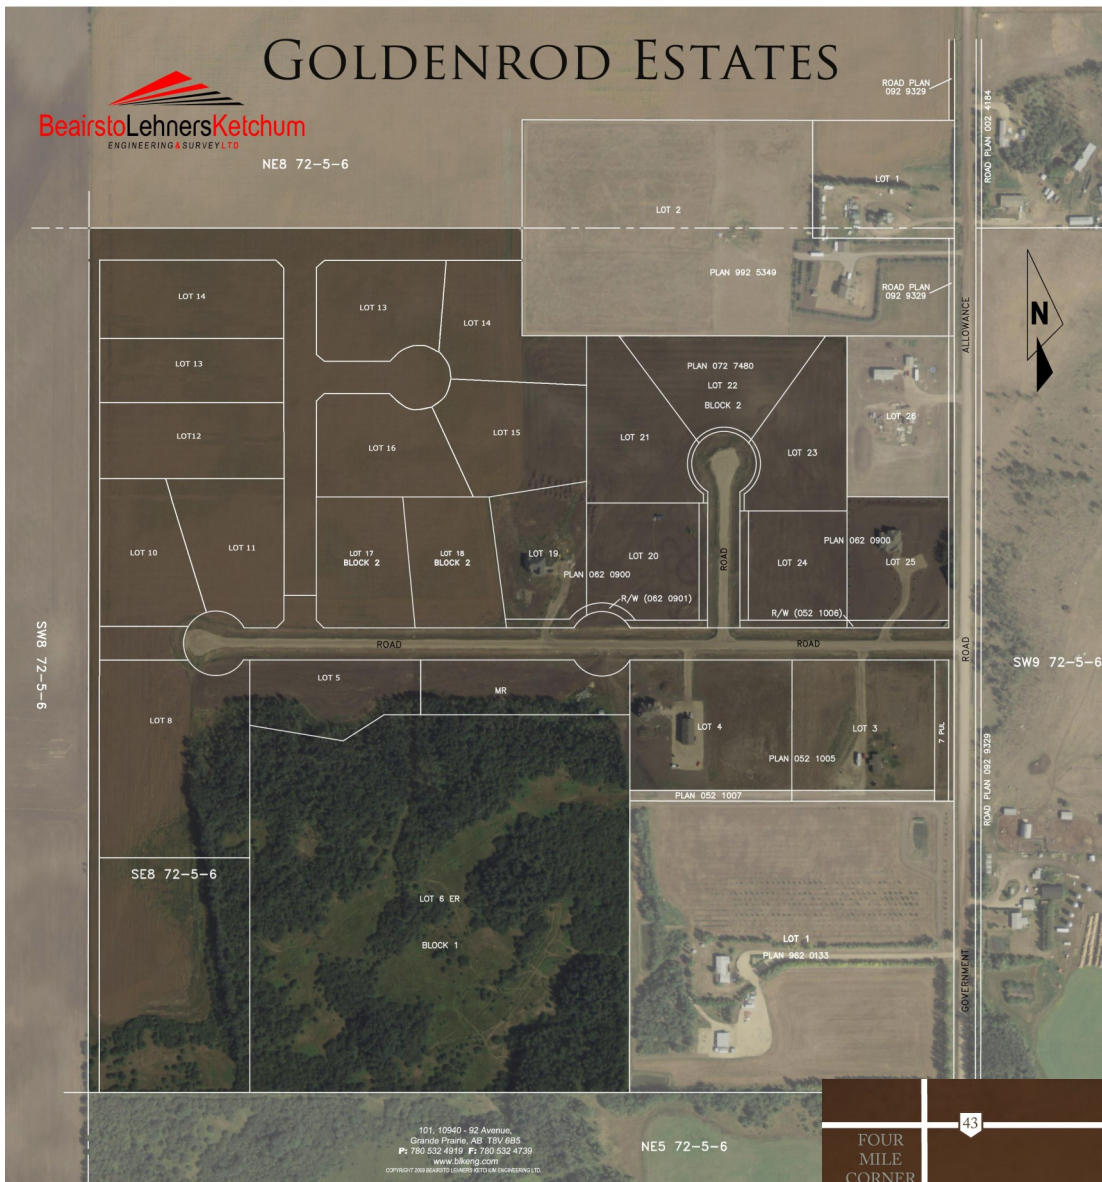 GOLDENROD ESTATES
BeairstoLehnersKetchum
ENGINEERING&SURVEYLTD
NE8 72-5-6
ROAD PLAN
092 9329
ROAD PLAN 002 4184
LOT 1
LOT 2
PLAN 992 5349
ROAD PLAN
092 9329
N
ALLOWANCE
LOT 14
LOT 13
LOT 14
LOT 13
PLAN 072 7480
LOT 22
BLOCK 2
LOT 26
LOT12
LOT 16
LOT 15
LOT 21
LOT 23
LOT 10
LOT 11
LOT 17
BLOCK 2
LOT 18
BLOCK 2
LOT 19
PLAN 062 0900
LOT 20
ROAD
LOT 24
PLAN 062 0900
LOT 25
R/W (062 0901)
R/W (052 1006)
ROAD
ROAD
ROAD
SW8 72-5-6
SW9 72-5-6
LOT 5
MR
LOT 8
LOT 4
LOT 3
7 PUL
PLAN 052 1005
PLAN 052 1007
ROAD PLAN 092 9329
SE8 72-5-6
LOT 6 ER
BLOCK 1
LOT 1
PLAN 962 0133
GOVERNMENT
101, 10940 - 92 Avenue,
Grande Prairie, AB T8V 6B5
P: 780 532 4919 F: 780 532 4739
www.blkeng.com
COPYRIGHT 2009 BEAIRSTO LEHNERS KETCHUM ENGINEERING LTD.
NE5 72-5-6
43
FOUR
MILE
CORNER